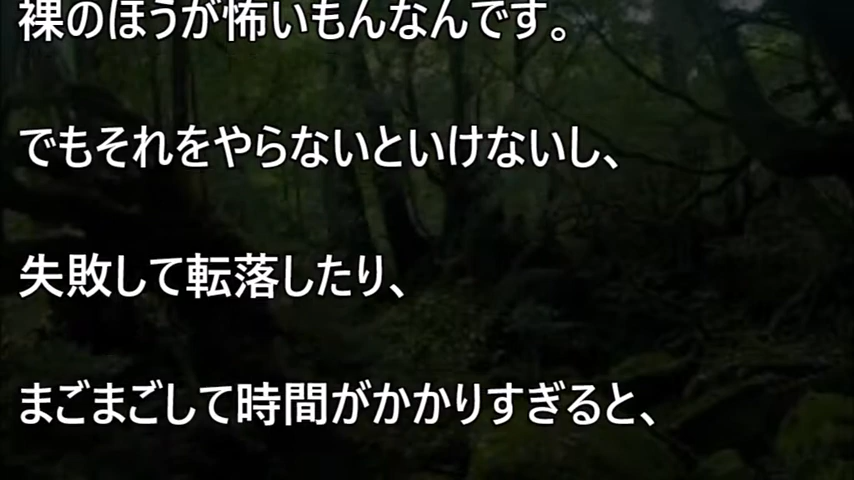 裸のほうが怖いもんなんです。
でもそれをやらないといけないし、
失敗して転落したり、
まごまごして時間がかかりすぎると、